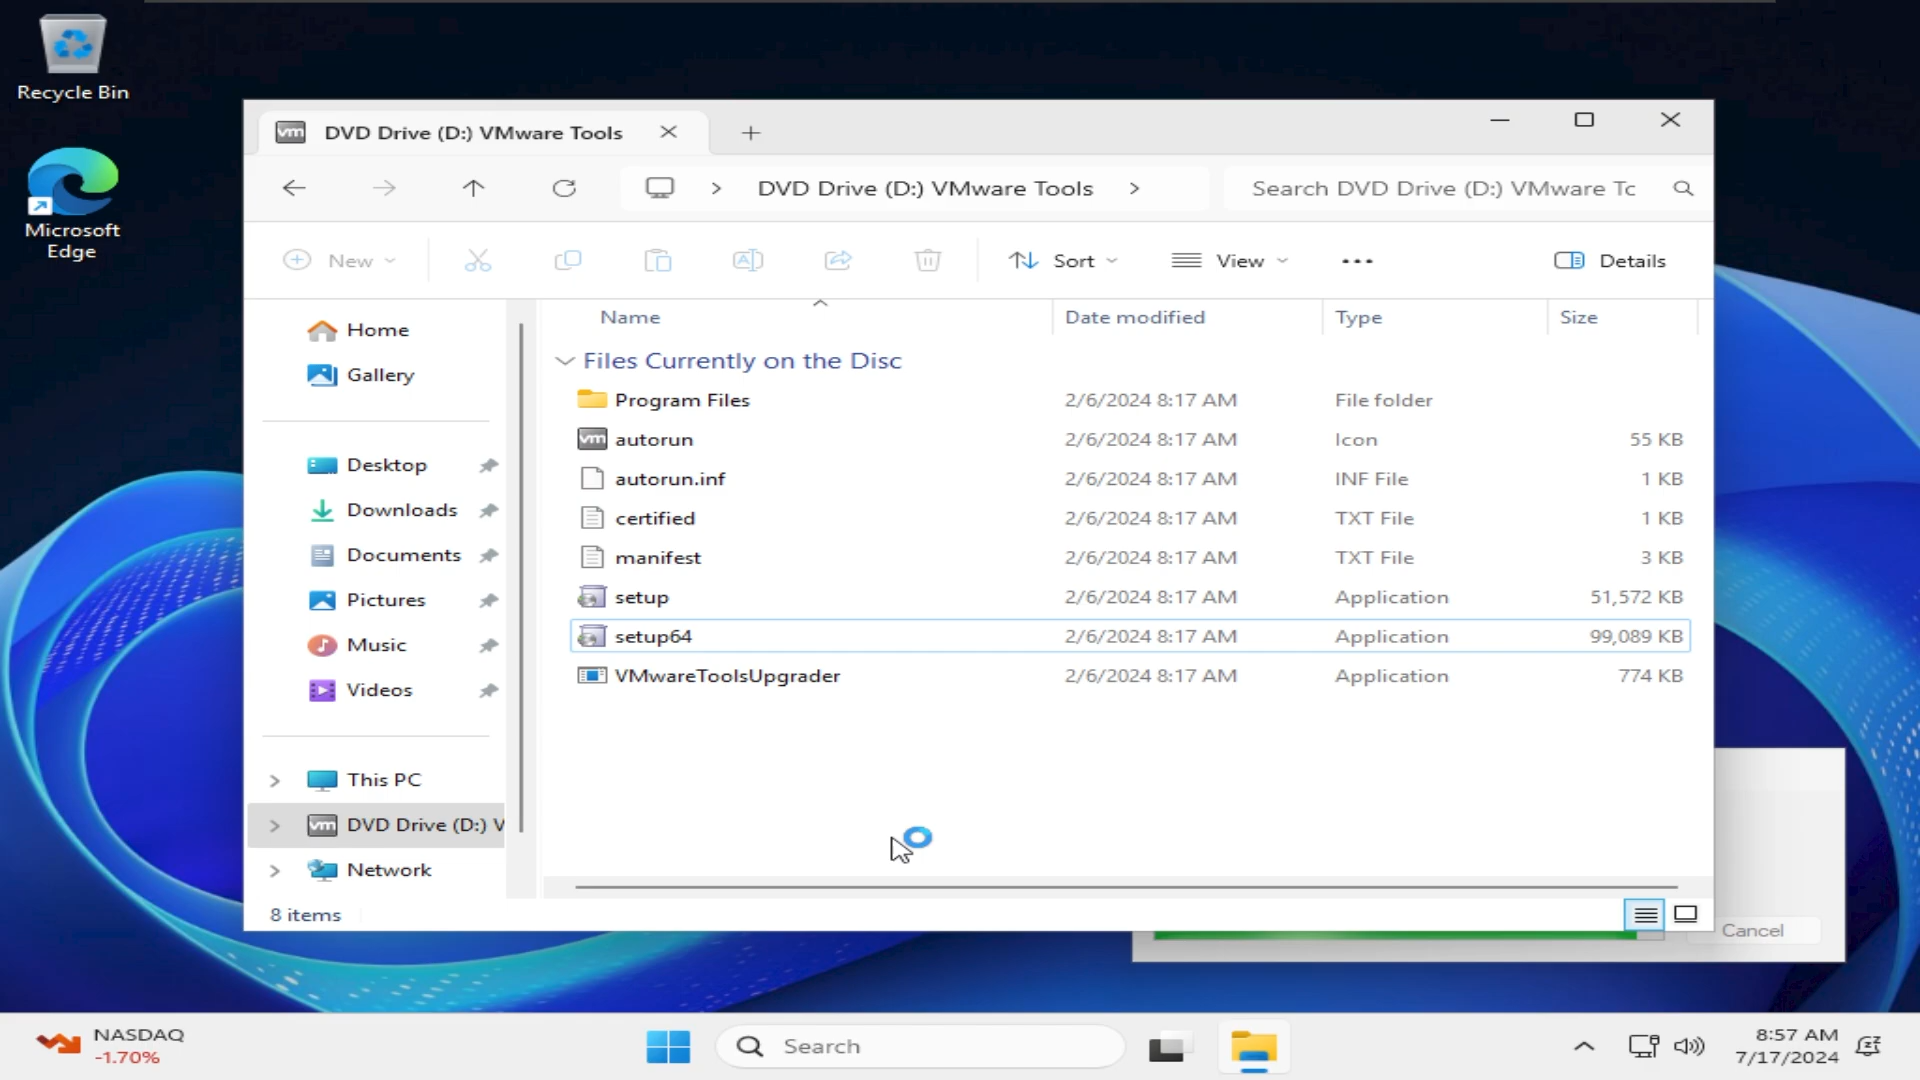 Recycle Bin
Microsoft
Edge
vm DVD Drive (D:) VMware Tools
DVD Drive (D:) VMware Tools
Search DVD Drive (D:) VMware Tc
New
Sort
View
Details
Home
Gallery
Desktop
Downloads
Documents
Pictures
Music
Videos
This PC
vm DVD Drive (D:) V
Network
Name Date modified Type Size
Files Currently on the Disc
Program Files 2/6/2024 8:17 AM File folder
vm autorun 2/6/2024 8:17 AM Icon 55 KB
autorun.inf 2/6/2024 8:17 AM INF File 1 KB
certified 2/6/2024 8:17 AM TXT File 1 KB
manifest 2/6/2024 8:17 AM TXT File 3 KB
setup 2/6/2024 8:17 AM Application 51,572 KB
setup64 2/6/2024 8:17 AM Application 99,089 KB
VMwareToolsUpgrader 2/6/2024 8:17 AM Application 774 KB
8 items
Cancel
NASDAQ
-1.70%
Search
8:57 AM
7/17/2024